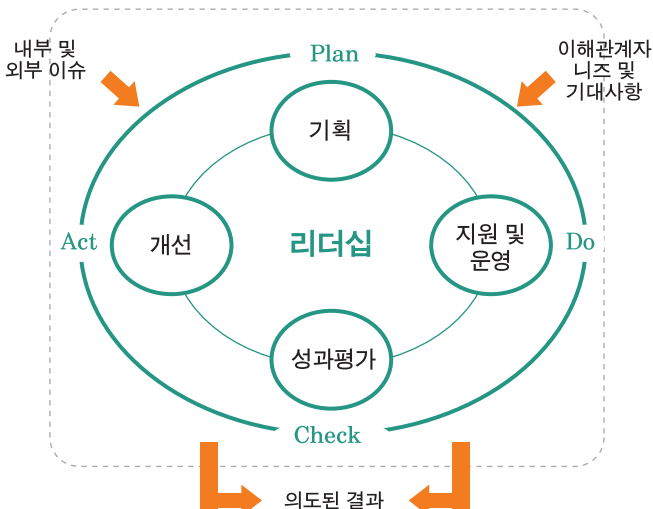 내부 및
외부 이슈
Plan
이해관계자
니즈 및
기대사항
기획
Act
개선
리더십
지원 및
운영
Do
성과평가
Check
의도된 결과